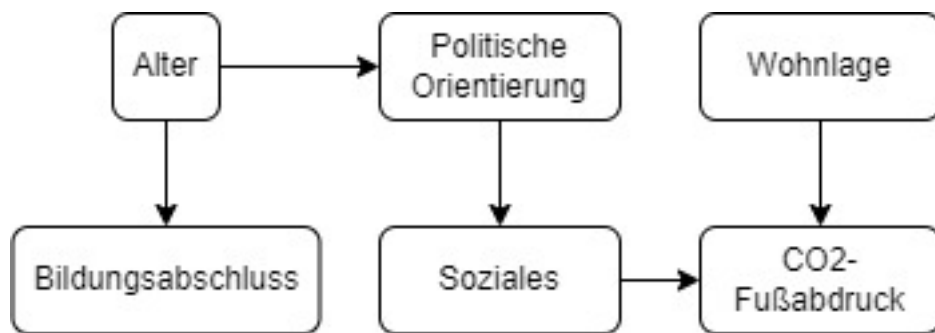 Alter
Politische
Orientierung
Wohnlage
Bildungsabschluss
Soziales
CO2-
Fußabdruck